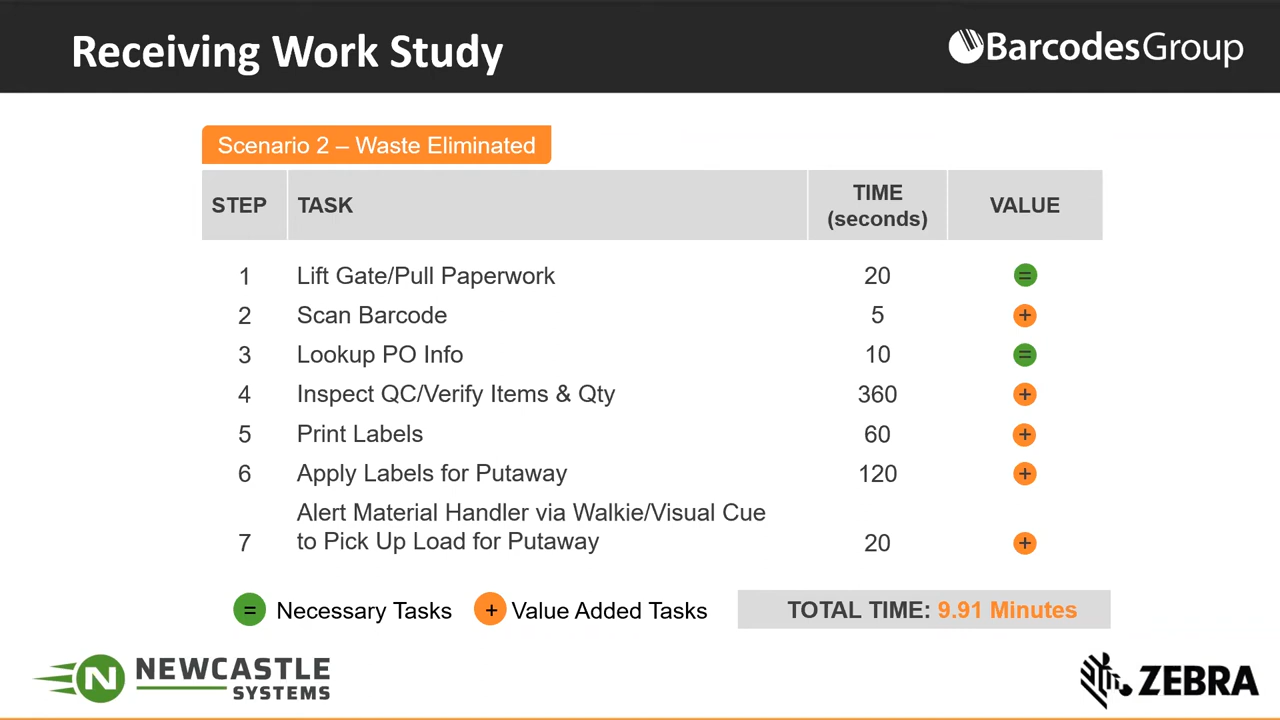 Receiving Work Study
BarcodesGroup
Scenario 2 – Waste Eliminated
STEP TASK TIME (seconds) VALUE
1 Lift Gate/Pull Paperwork 20 =
2 Scan Barcode 5 +
3 Lookup PO Info 10 =
4 Inspect QC/Verify Items & Qty 360 +
5 Print Labels 60 +
6 Apply Labels for Putaway 120 +
Alert Material Handler via Walkie/Visual Cue
7 to Pick Up Load for Putaway 20 +
= Necessary Tasks + Value Added Tasks TOTAL TIME: 9.91 Minutes
N NEWCASTLE
SYSTEMS
ZEBRA